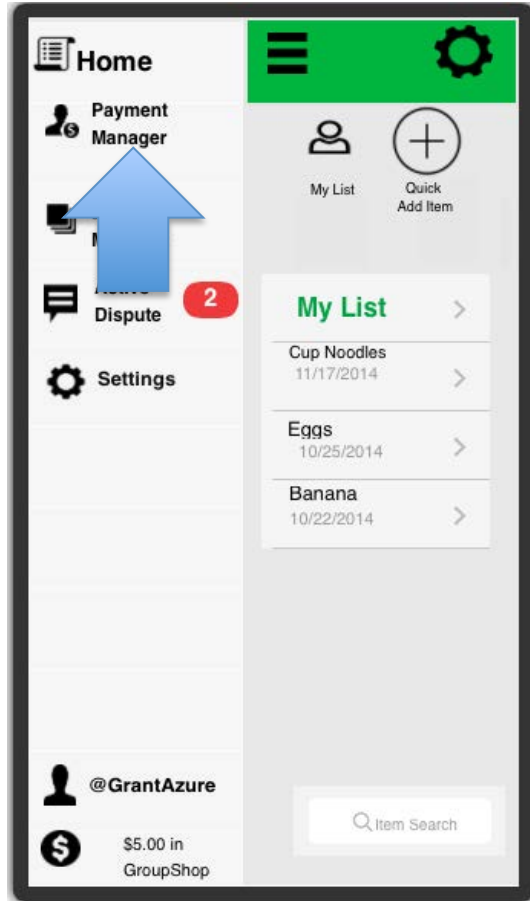 Home
Payment
Manager
Dispute
2
Settings
@GrantAzure
$5.00 in
GroupShop
My List
Quick
Add Item
My List
Cup Noodles
11/17/2014
Eggs
10/25/2014
Banana
10/22/2014
Item Search